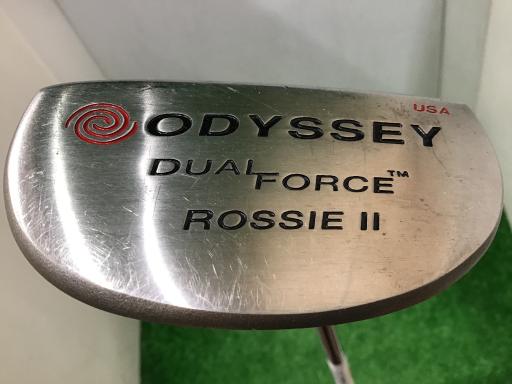 USA
ODYSSEY
DUAL FORCE™
ROSSIE II